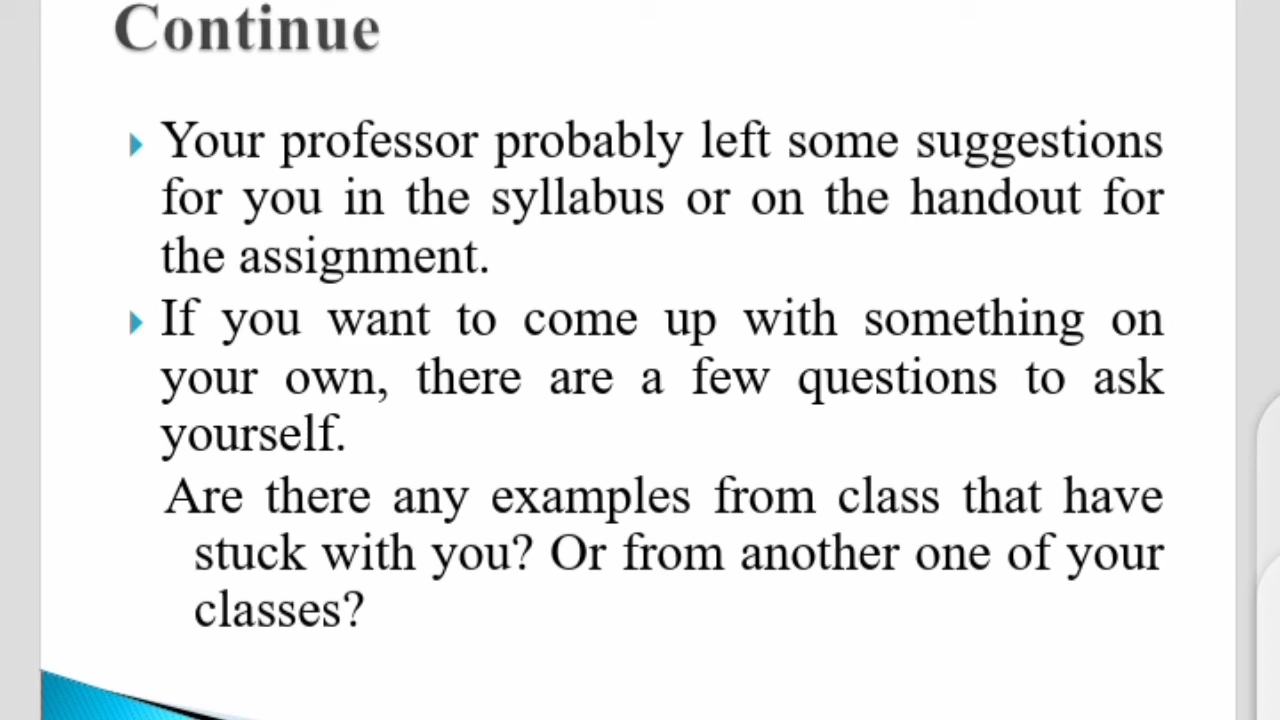 Continue
Your professor probably left some suggestions
for you in the syllabus or on the handout for
the assignment.
If you want to come up with something on
your own, there are a few questions to ask
yourself.
Are there any examples from class that have
stuck with you? Or from another one of your
classes?